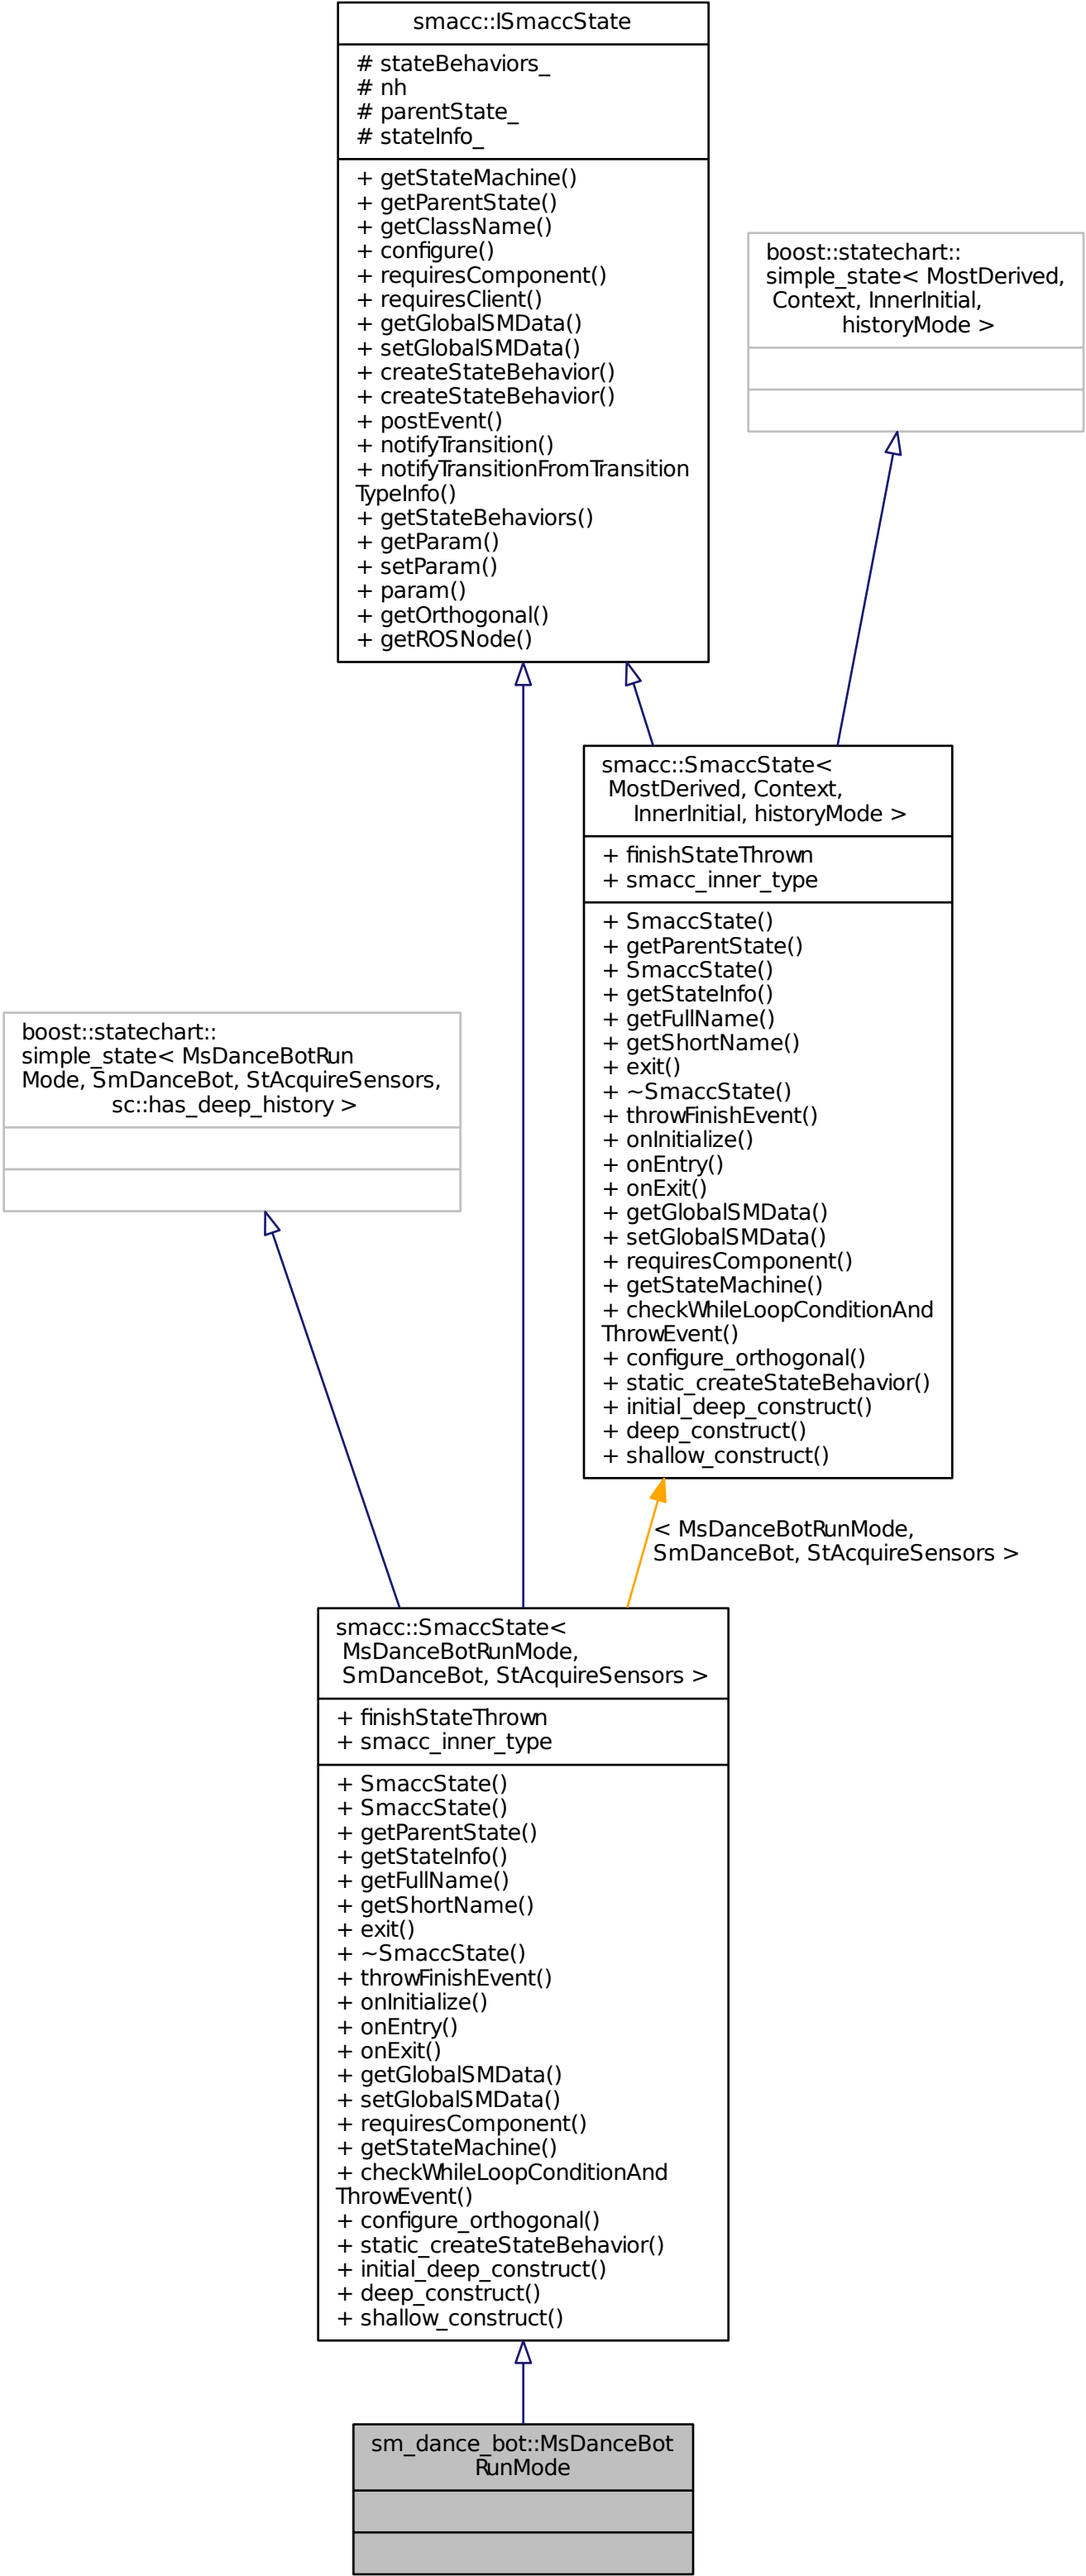 smacc::ISmaccState
# stateBehaviors_
# nh
# parentState_
# stateInfo_
+ getStateMachine()
+ getParentState()
+ getClassName()
+ configure()
+ requiresComponent()
+ requiresClient()
+ getGlobalSMData()
+ setGlobalSMData()
+ createStateBehavior()
+ createStateBehavior()
+ postEvent()
+ notifyTransition()
+ notifyTransitionFromTransition
TypeInfo()
+ getStateBehaviors()
+ getParam()
+ setParam()
+ param()
+ getOrthogonal()
+ getROSNode()
boost::statechart::
simple_state< MostDerived,
Context, InnerInitial,
historyMode >
smacc::SmaccState<
MostDerived, Context,
InnerInitial, historyMode >
+ finishStateThrown
+ smacc_inner_type
+ SmaccState()
+ getParentState()
+ SmaccState()
+ getStateInfo()
+ getFullName()
+ getShortName()
+ exit()
+ ~SmaccState()
+ throwFinishEvent()
+ onInitialize()
+ onEntry()
+ onExit()
+ getGlobalSMData()
+ setGlobalSMData()
+ requiresComponent()
+ getStateMachine()
+ checkWhileLoopConditionAnd
ThrowEvent()
+ configure_orthogonal()
+ static_createStateBehavior()
+ initial_deep_construct()
+ deep_construct()
+ shallow_construct()
boost::statechart::
simple_state< MsDanceBotRun
Mode, SmDanceBot, StAcquireSensors,
sc::has_deep_history >
< MsDanceBotRunMode,
SmDanceBot, StAcquireSensors >
smacc::SmaccState<
MsDanceBotRunMode,
SmDanceBot, StAcquireSensors >
+ finishStateThrown
+ smacc_inner_type
+ SmaccState()
+ SmaccState()
+ getParentState()
+ getStateInfo()
+ getFullName()
+ getShortName()
+ exit()
+ ~SmaccState()
+ throwFinishEvent()
+ onInitialize()
+ onEntry()
+ onExit()
+ getGlobalSMData()
+ setGlobalSMData()
+ requiresComponent()
+ getStateMachine()
+ checkWhileLoopConditionAnd
ThrowEvent()
+ configure_orthogonal()
+ static_createStateBehavior()
+ initial_deep_construct()
+ deep_construct()
+ shallow_construct()
sm_dance_bot::MsDanceBot
RunMode